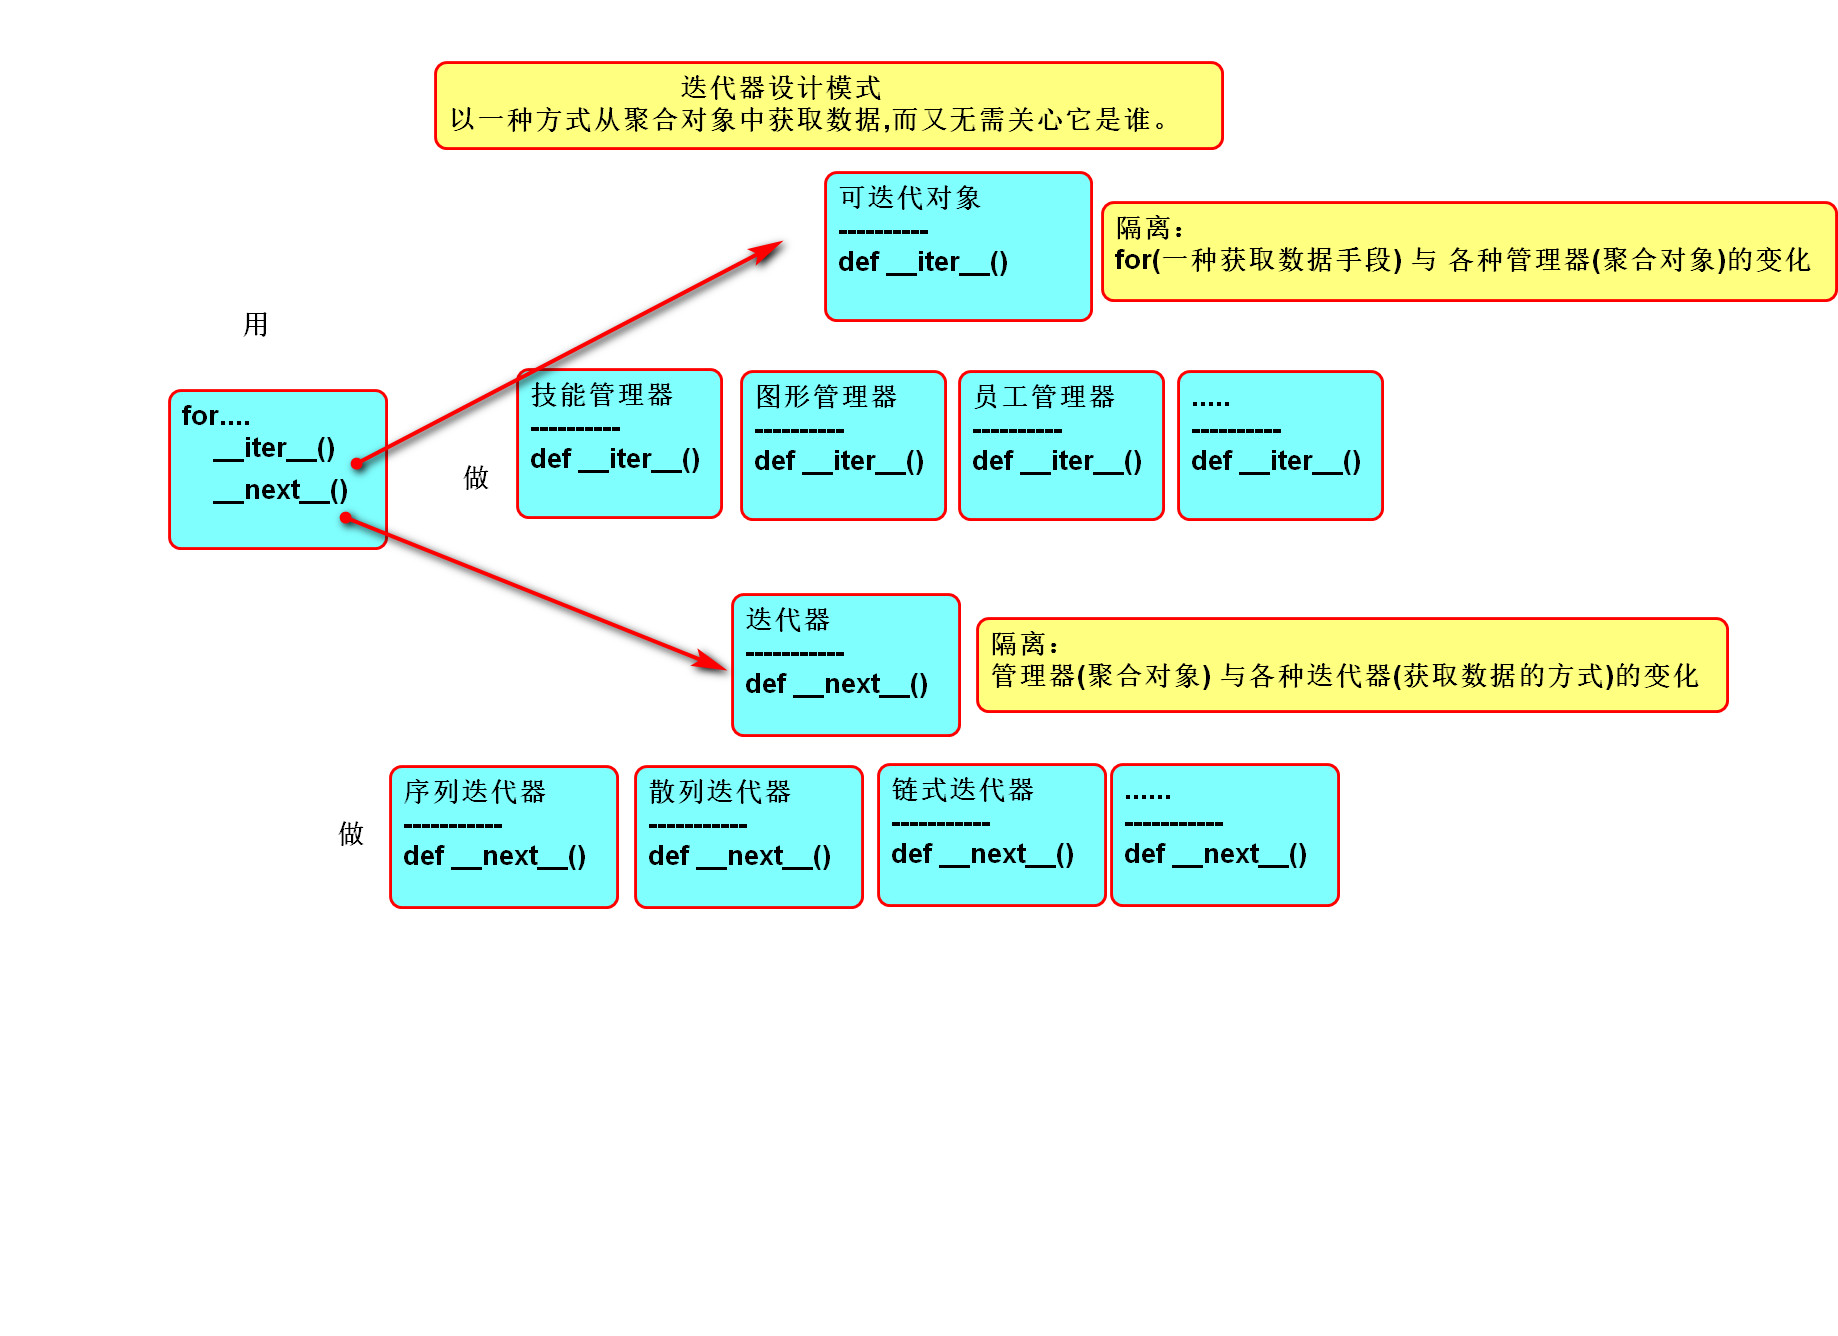 迭代器设计模式
以一种方式从聚合对象中获取数据,而又无需关心它是谁。
可迭代对象
----------
def __iter__()
隔离：
for(一种获取数据手段) 与 各种管理器(聚合对象)的变化
用
for....
__iter__()
__next__()
做
技能管理器
----------
def __iter__()
图形管理器
----------
def __iter__()
员工管理器
----------
def __iter__()
.....
----------
def __iter__()
迭代器
-----------
def __next__()
隔离：
管理器(聚合对象) 与各种迭代器(获取数据的方式)的变化
做
序列迭代器
-----------
def __next__()
散列迭代器
-----------
def __next__()
链式迭代器
-----------
def __next__()
......
-----------
def __next__()